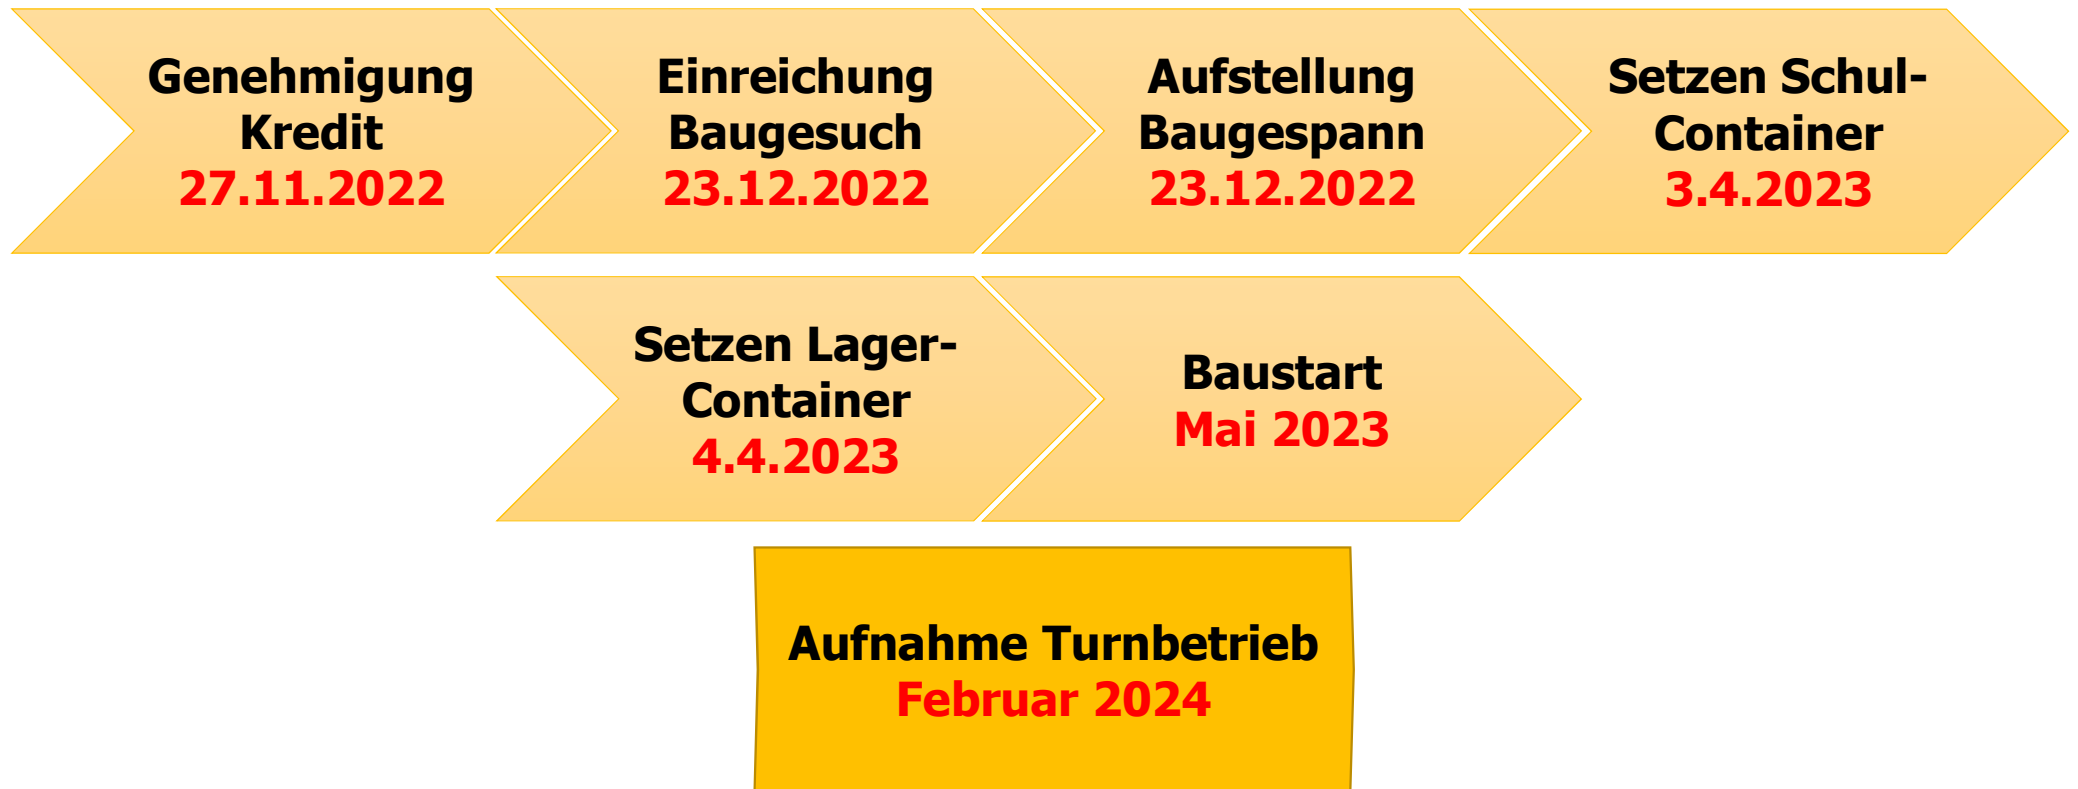 Genehmigung
Kredit
27.11.2022
Einreichung
Baugesuch
23.12.2022
Aufstellung
Baugespann
23.12.2022
Setzen Schul-
Container
3.4.2023
Setzen Lager-
Container
4.4.2023
Baustart
Mai 2023
Aufnahme Turnbetrieb
Februar 2024